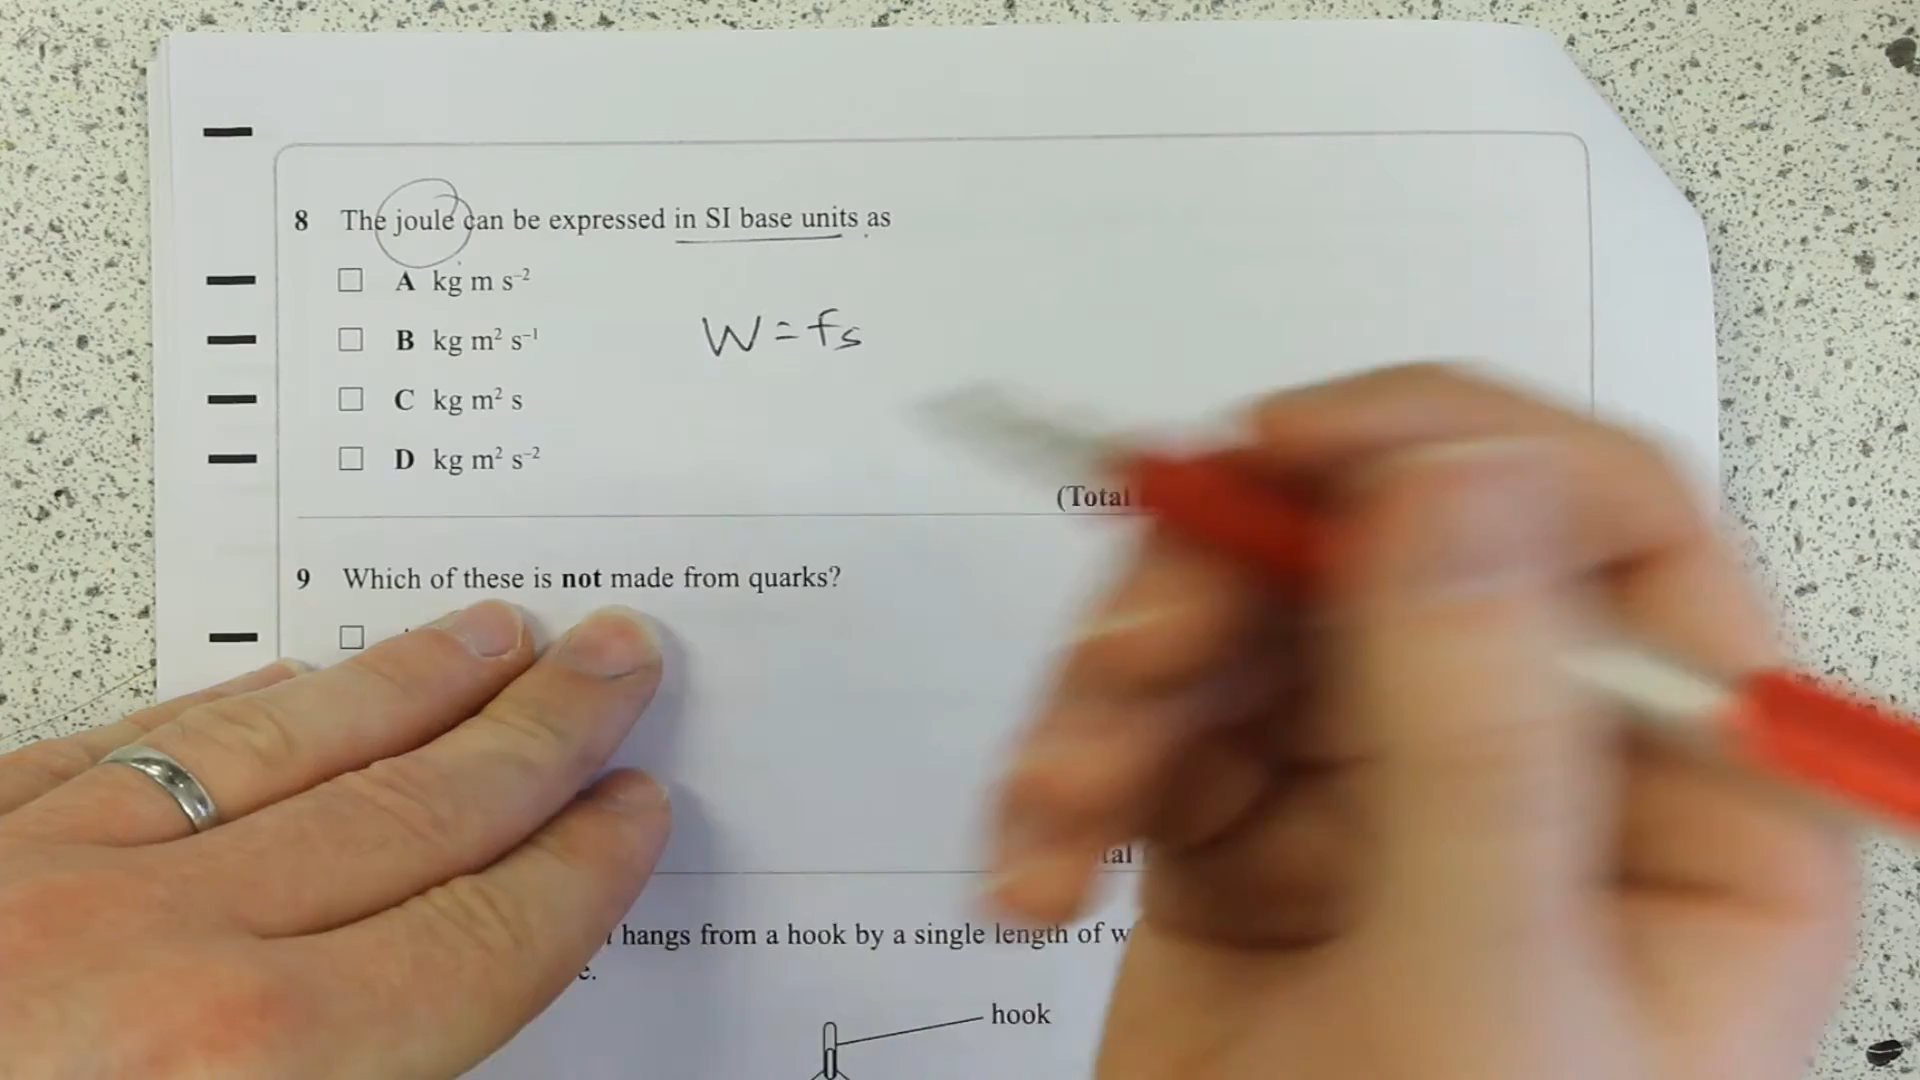 8 The joule can be expressed in SI base units as
A kg m s⁻²
B kg m² s⁻¹
W = fs
C kg m² s
D kg m² s⁻²
(Total
9 Which of these is not made from quarks?
hangs from a hook by a single length of
e.
hook